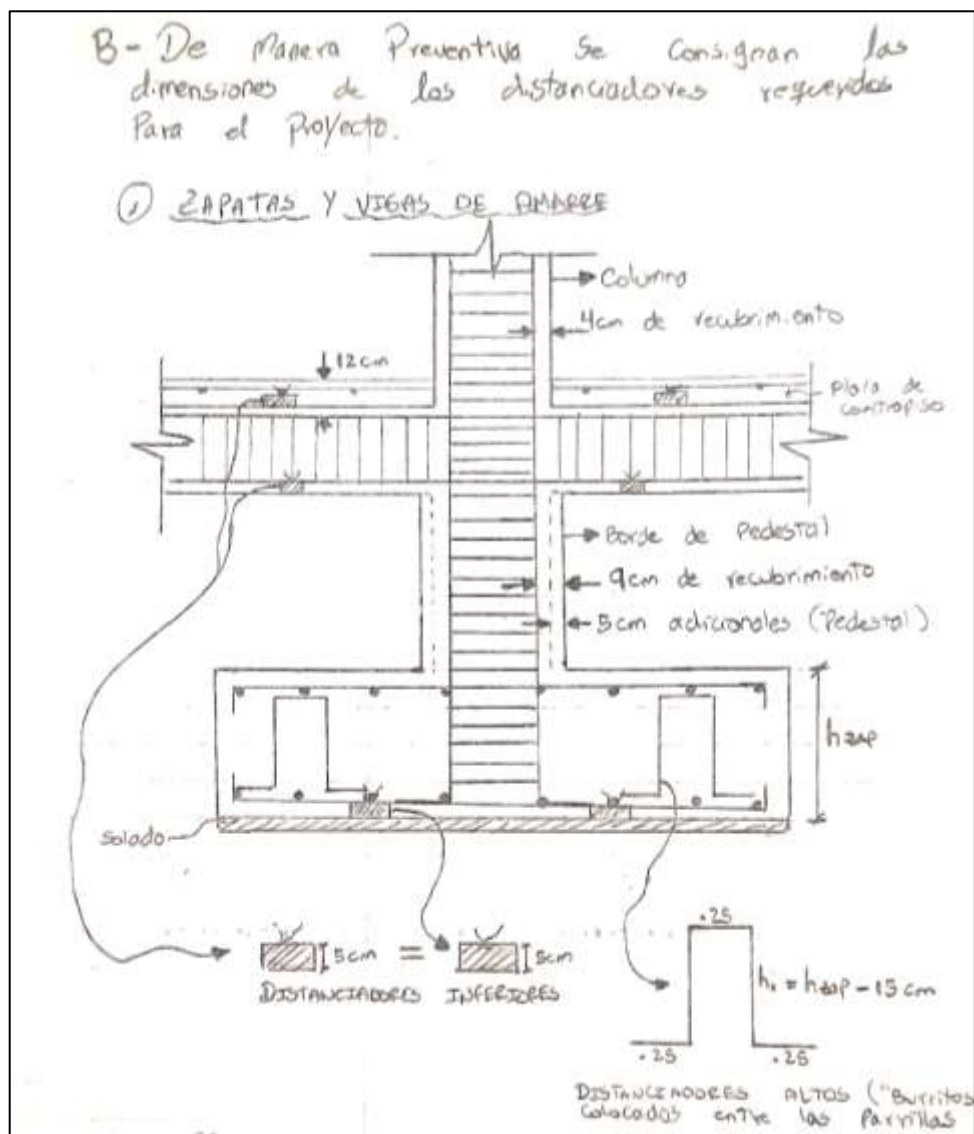 B- De Manera Preventiva Se Consignan las
dimensiones de los distanciadores requeridos
Para el Proyecto.
1) ZAPATAS Y VIGAS DE AMARRE
Columna
4cm de recubrimiento
12cm
Placa de
contrapiso
Borde de Pedestal
9cm de recubrimiento
5cm adicionales (Pedestal)
hzap
Solado
5cm = 5cm
DISTANCIADORES INFERIORES
.25
hx = hzap - 15 cm
.25 .25
DISTANCIADORES ALTOS ("Burritos
Colocados entre las Parrillas